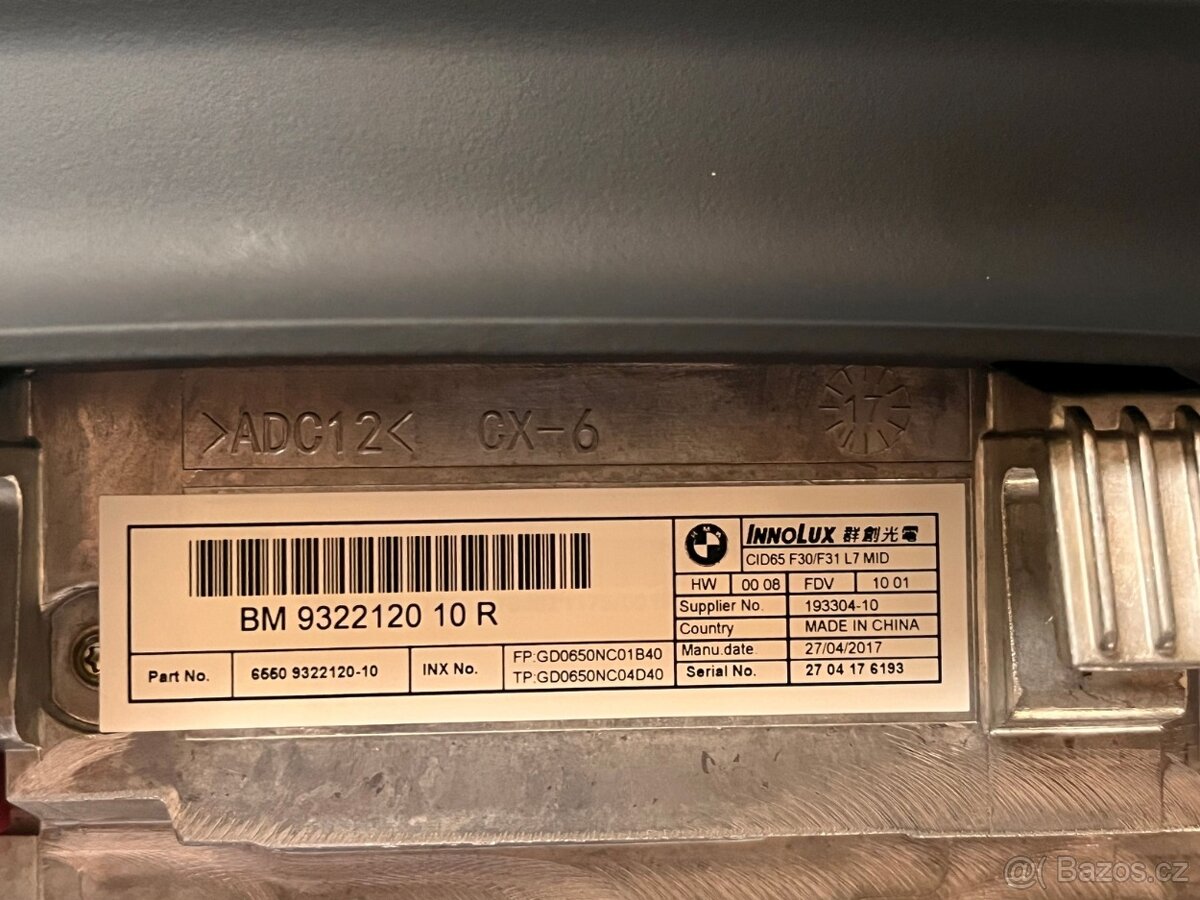 >ADC12< CX-6 17
BM 9322120 10 R
Part No. 6550 9322120-10 INX No. FP:GD0650NC01B40
TP:GD0650NC04D40
BMW INNOLUX 群創光電
CID65 F30/F31 L7 MID
HW 00 08 FDV 10 01
Supplier No. 193304-10
Country MADE IN CHINA
Manu.date 27/04/2017
Serial No. 27 04 17 6193
@( Bazos.cz